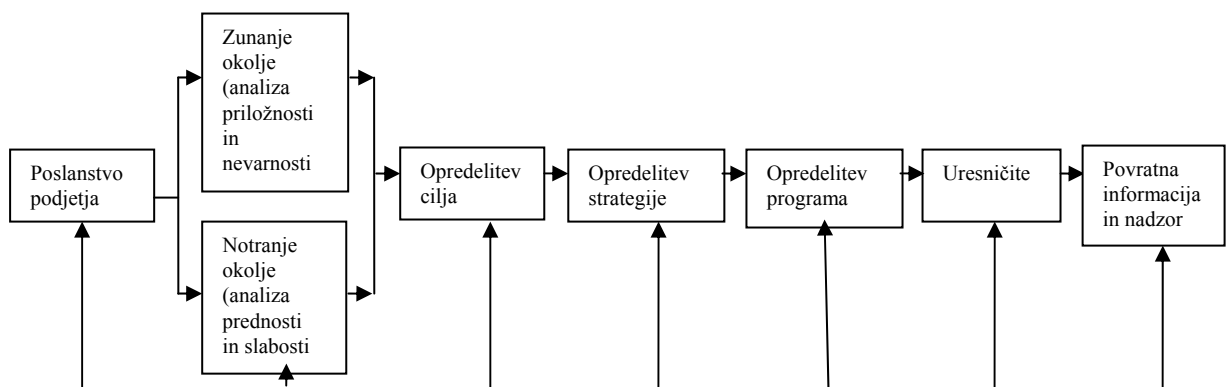 Poslanstvo
podjetja
Zunanje
okolje
(analiza
priložnosti
in
nevarnosti
Notranje
okolje
(analiza
prednosti
in slabosti
Opredelitev
cilja
Opredelitev
strategije
Opredelitev
programa
Uresničite
Povratna
informacija
in nadzor